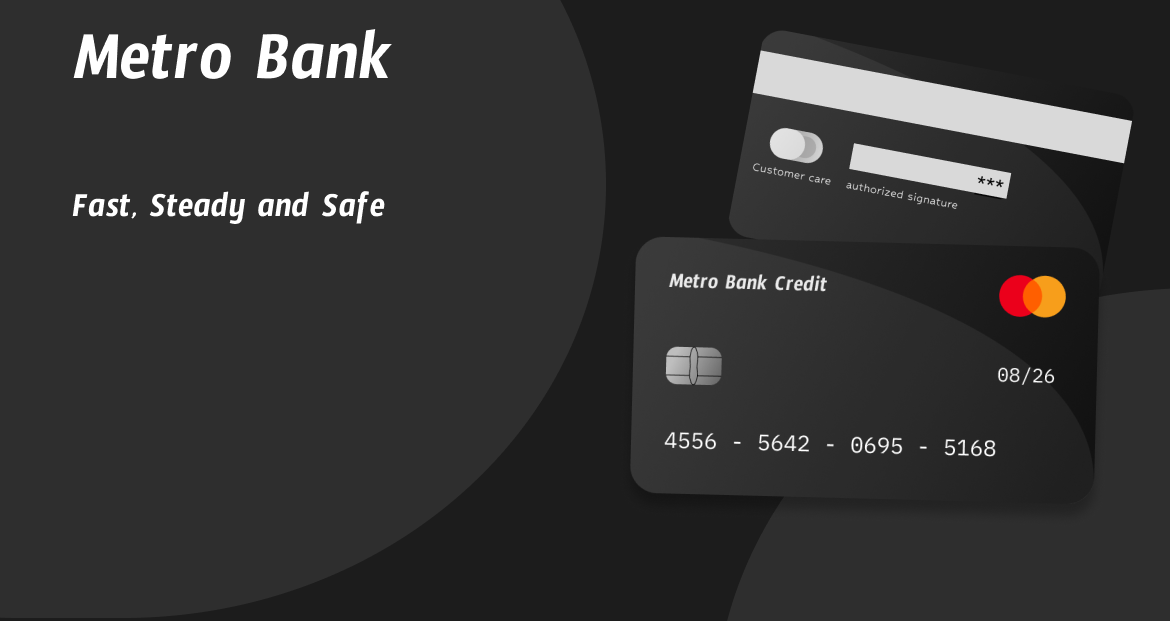 Metro Bank
Fast, Steady and Safe
Customer care
***
authorized signature
Metro Bank Credit
08/26
4556 - 5642 - 0695 - 5168